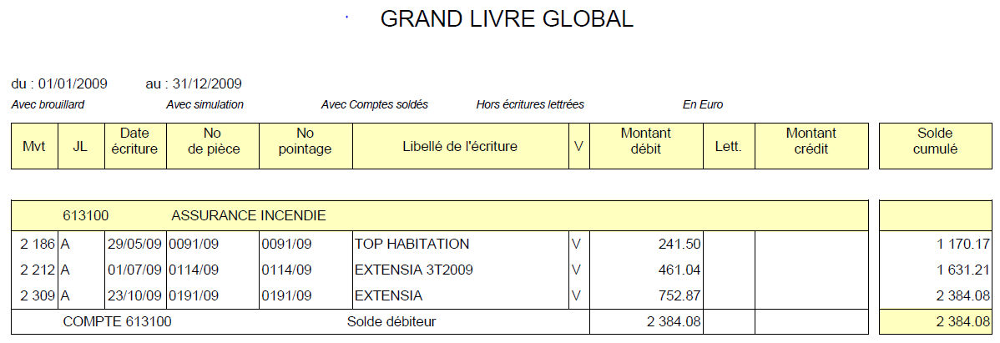 GRAND LIVRE GLOBAL
du : 01/01/2009 au : 31/12/2009
Avec brouillard Avec simulation Avec Comptes soldés Hors écritures lettrées En Euro
Mvt JL Date écriture No de pièce No pointage Libellé de l'écriture V Montant débit Lett. Montant crédit Solde cumulé
613100 ASSURANCE INCENDIE
2 186 A 29/05/09 0091/09 0091/09 TOP HABITATION V 241.50 1 170.17
2 212 A 01/07/09 0114/09 0114/09 EXTENSIA 3T2009 V 461.04 1 631.21
2 309 A 23/10/09 0191/09 0191/09 EXTENSIA V 752.87 2 384.08
COMPTE 613100 Solde débiteur 2 384.08 2 384.08